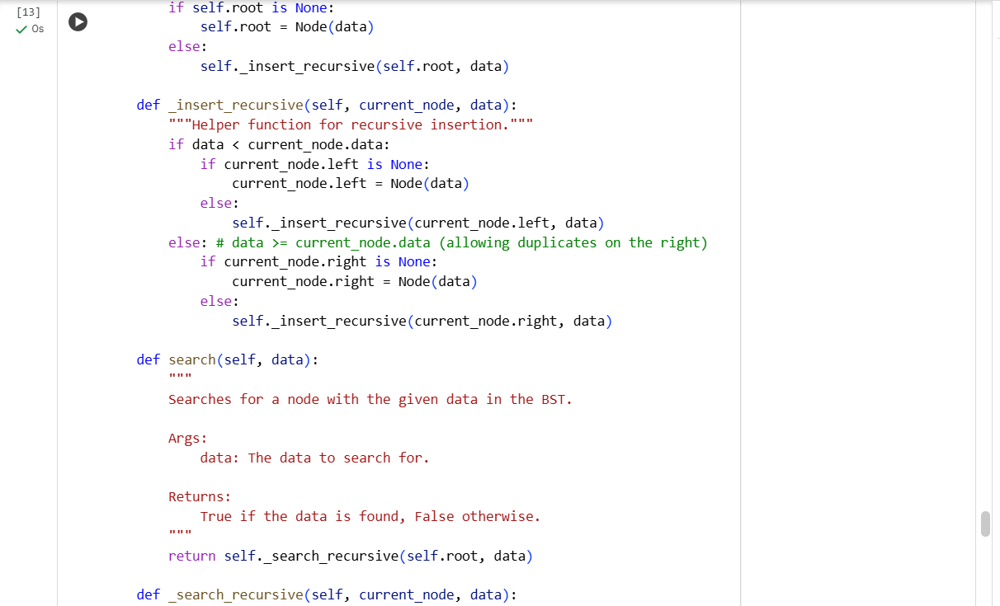 [13]
0s
        if self.root is None:
            self.root = Node(data)
        else:
            self._insert_recursive(self.root, data)

    def _insert_recursive(self, current_node, data):
        """Helper function for recursive insertion."""
        if data < current_node.data:
            if current_node.left is None:
                current_node.left = Node(data)
            else:
                self._insert_recursive(current_node.left, data)
        else: # data >= current_node.data (allowing duplicates on the right)
            if current_node.right is None:
                current_node.right = Node(data)
            else:
                self._insert_recursive(current_node.right, data)

    def search(self, data):
        """
        Searches for a node with the given data in the BST.

        Args:
            data: The data to search for.

        Returns:
            True if the data is found, False otherwise.
        """
        return self._search_recursive(self.root, data)

    def _search_recursive(self, current_node, data):